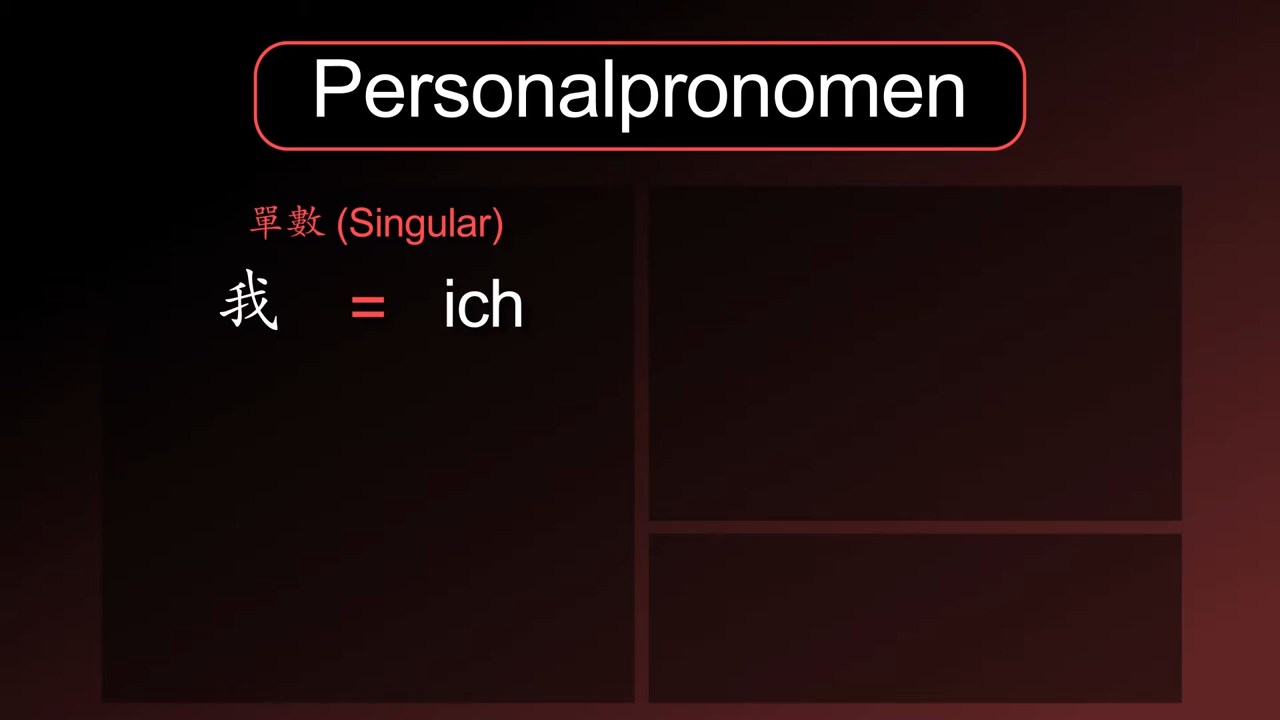 Personalpronomen
單數 (Singular)
我 = ich